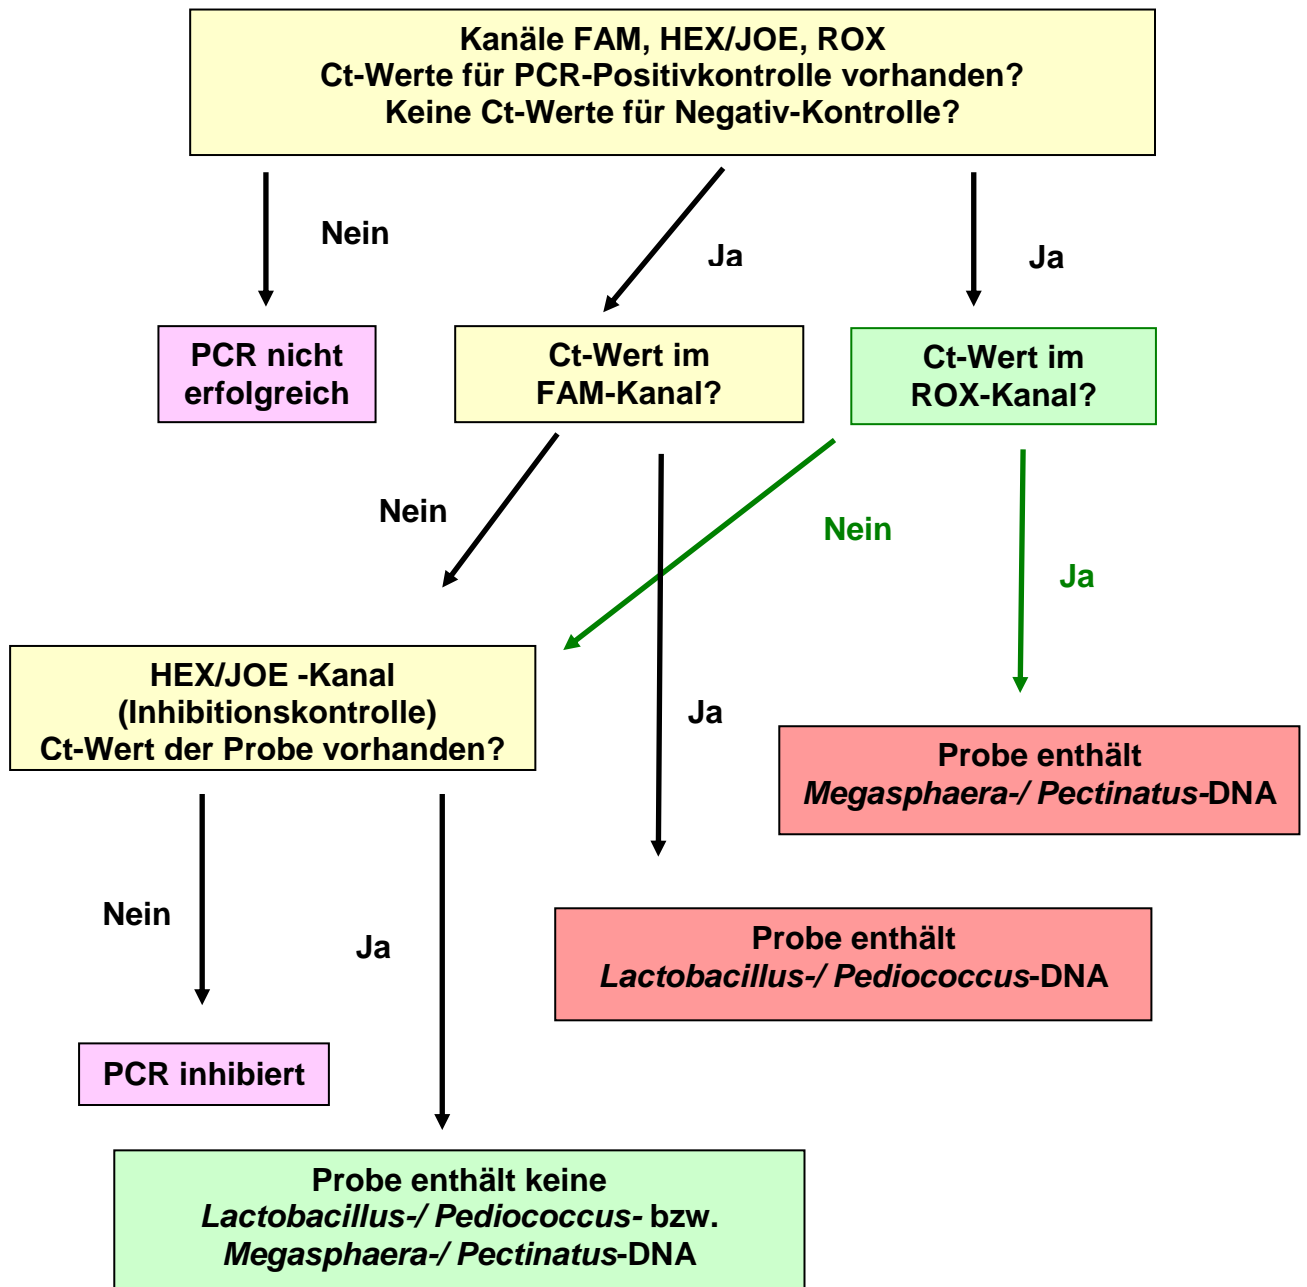 Kanäle FAM, HEX/JOE, ROX
Ct-Werte für PCR-Positivkontrolle vorhanden?
Keine Ct-Werte für Negativ-Kontrolle?
Nein
Ja
Ja
PCR nicht
erfolgreich
Ct-Wert im
FAM-Kanal?
Ct-Wert im
ROX-Kanal?
Nein
Nein
Ja
HEX/JOE -Kanal
(Inhibitionskontrolle)
Ct-Wert der Probe vorhanden?
Ja
Probe enthält
Megasphaera-/ Pectinatus-DNA
Nein
Ja
Probe enthält
Lactobacillus-/ Pediococcus-DNA
PCR inhibiert
Probe enthält keine
Lactobacillus-/ Pediococcus- bzw.
Megasphaera-/ Pectinatus-DNA